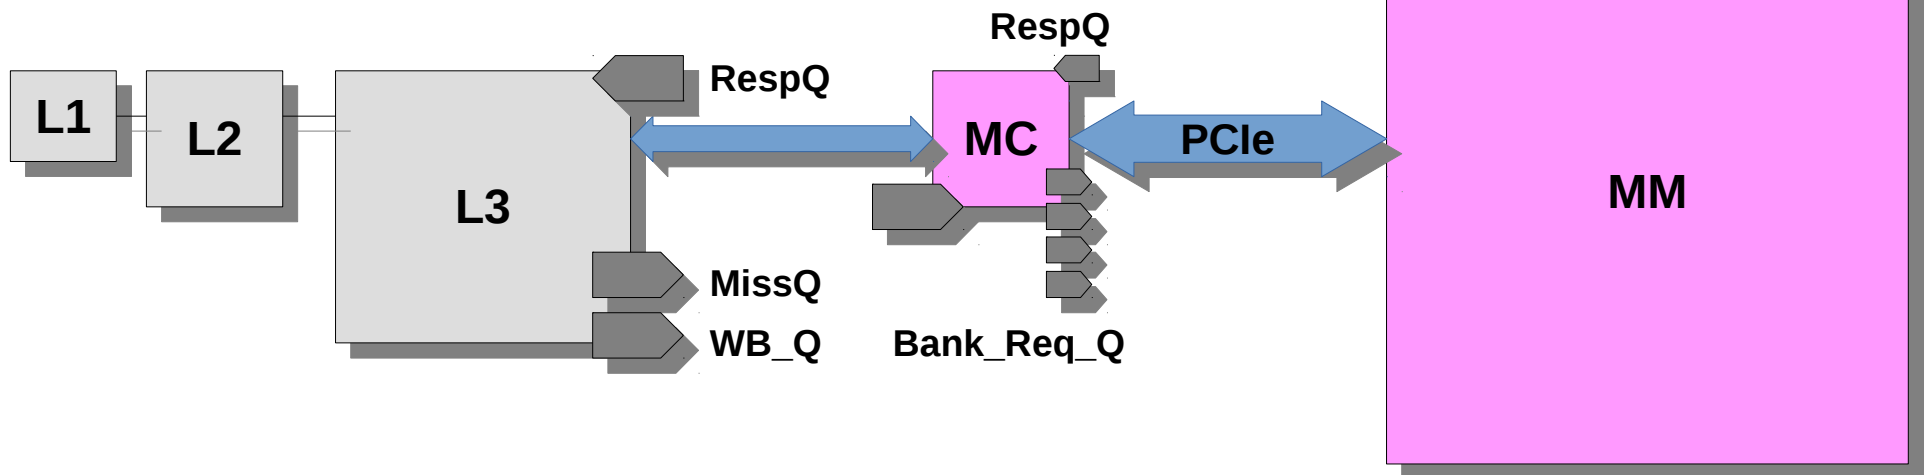 RespQ
L1
L2
L3
RespQ
MC
PCIe
MM
MissQ
WB_Q
Bank_Req_Q